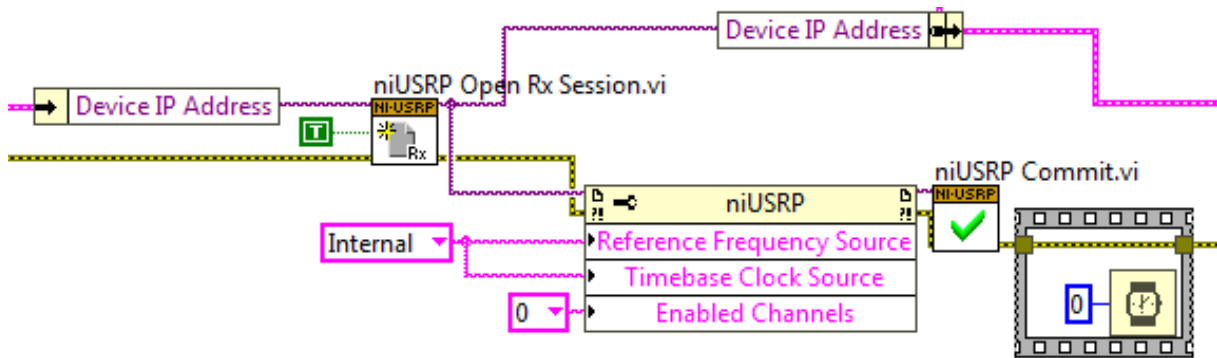 Device IP Address
niUSRP Open Rx Session.vi
Device IP Address
NI-USRP
T
Rx
niUSRP Commit.vi
niUSRP
NI-USRP
Internal
Reference Frequency Source
Timebase Clock Source
0
Enabled Channels
0